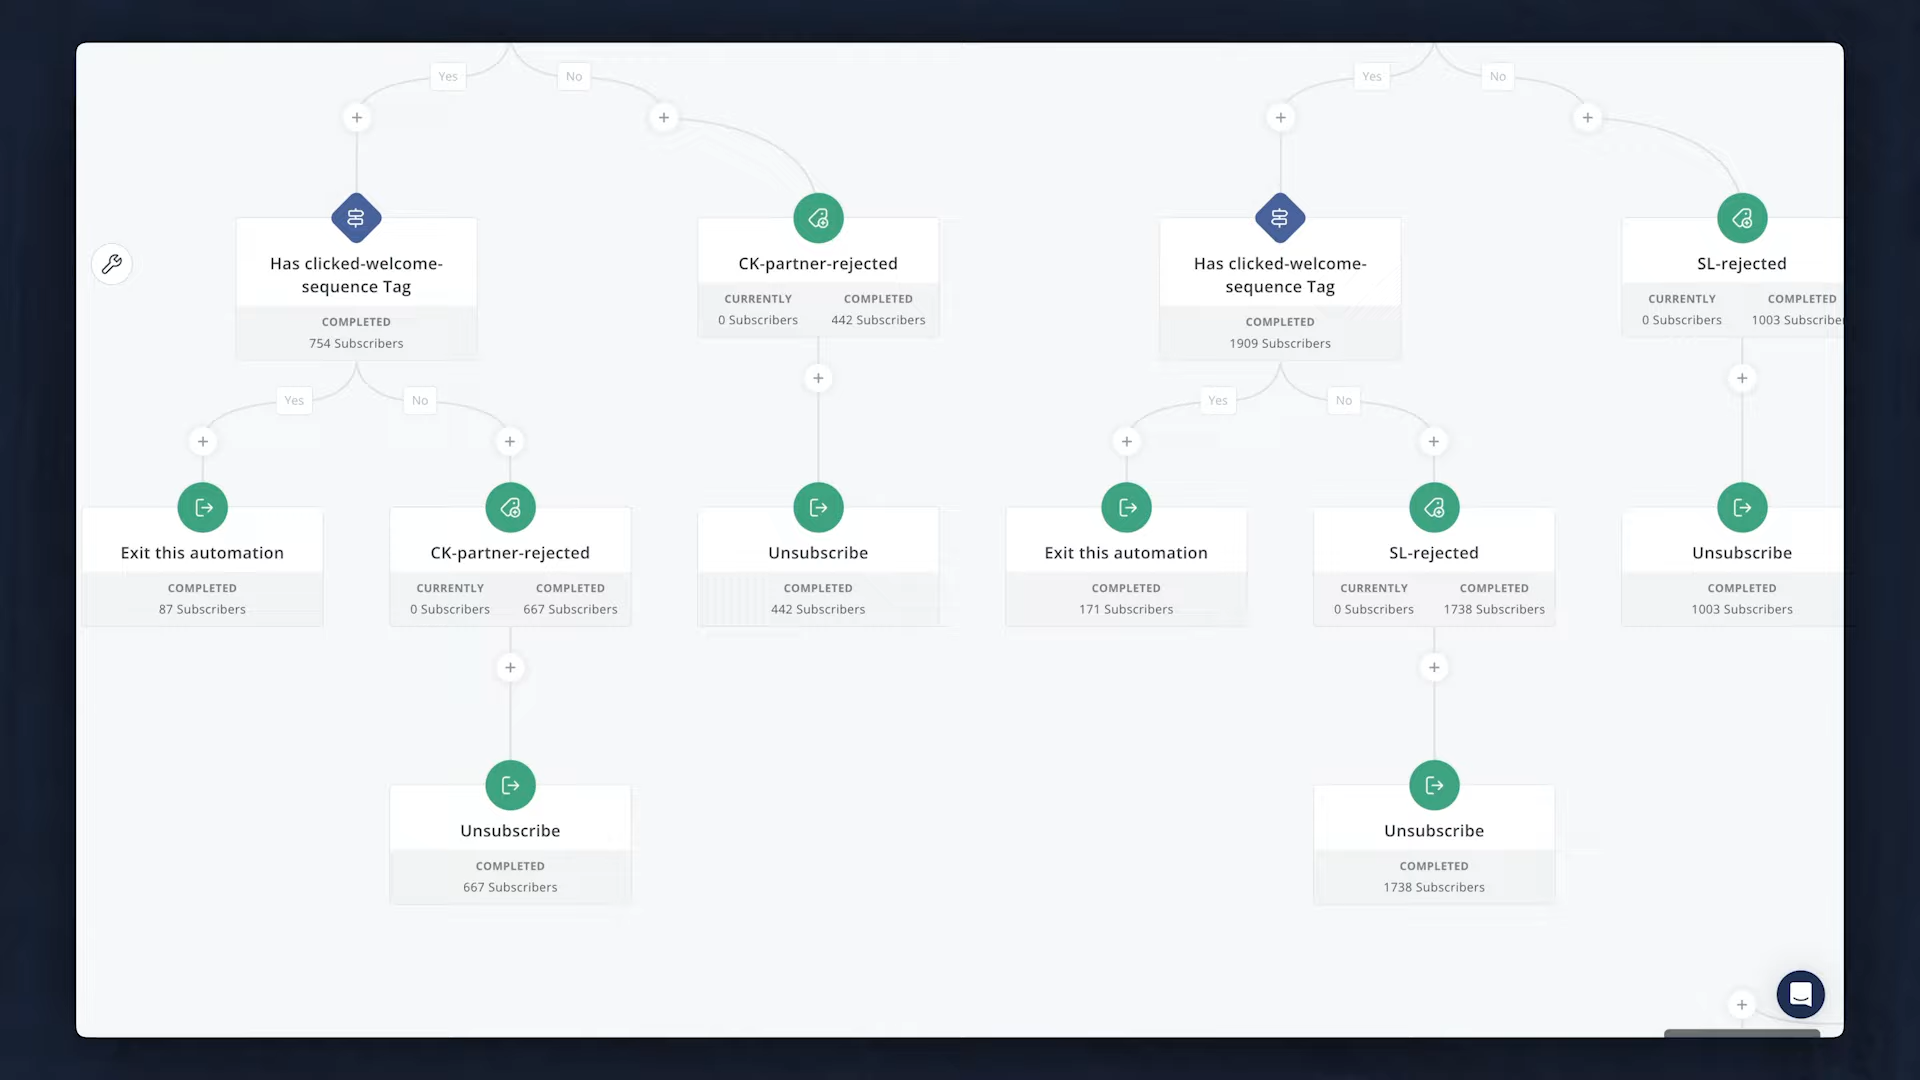 Yes
No
Yes
No
Has clicked-welcome-
sequence Tag
COMPLETED
754 Subscribers
CK-partner-rejected
CURRENTLY
COMPLETED
0 Subscribers
442 Subscribers
Has clicked-welcome-
sequence Tag
COMPLETED
1909 Subscribers
SL-rejected
CURRENTLY
COMPLETED
0 Subscribers
1003 Subscriber
Yes
No
Yes
No
Exit this automation
COMPLETED
87 Subscribers
CK-partner-rejected
CURRENTLY
COMPLETED
0 Subscribers
667 Subscribers
Unsubscribe
COMPLETED
442 Subscribers
Exit this automation
COMPLETED
171 Subscribers
SL-rejected
CURRENTLY
COMPLETED
0 Subscribers
1738 Subscribers
Unsubscribe
COMPLETED
1003 Subscribers
Unsubscribe
COMPLETED
667 Subscribers
Unsubscribe
COMPLETED
1738 Subscribers